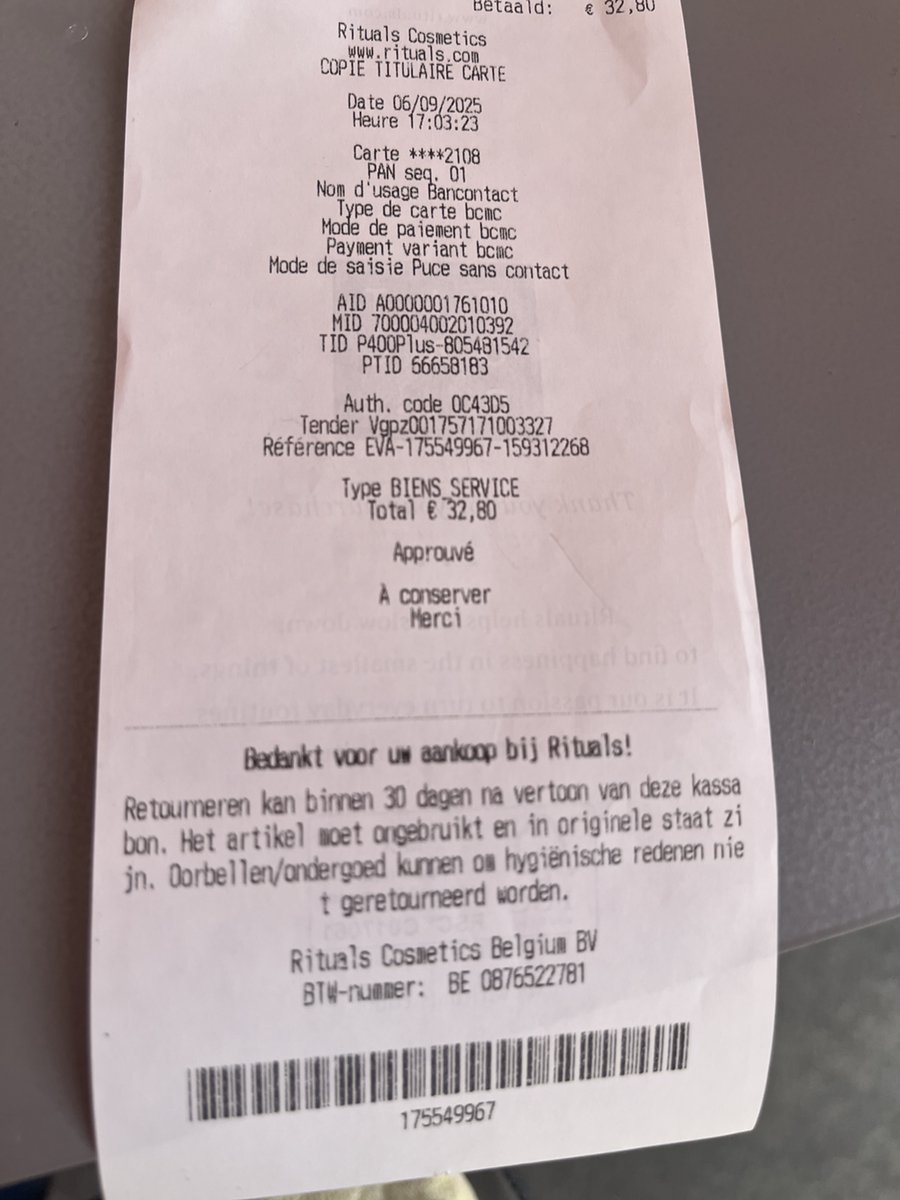 Betaald: € 32,80
Rituals Cosmetics
www.rituals.com
COPIE TITULAIRE CARTE
Date 06/09/2025
Heure 17:03:23
Carte ****2108
PAN seq. 01
Nom d'usage Bancontact
Type de carte bcmc
Mode de paiement bcmc
Payment variant bcmc
Mode de saisie Puce sans contact
AID A0000001761010
MID 700004002010392
TID P400Plus-805481542
PTID 56658183
Auth. code 0C43D5
Tender Vgpz001757171003327
Référence EVA-175549967-159312268
Type BIENS_SERVICE
Total € 32,80
Approuvé
À conserver
Merci
Bedankt voor uw aankoop bij Rituals!
Retourneren kan binnen 30 dagen na vertoon van deze kassa
bon. Het artikel moet ongebruikt en in originele staat zi
jn. Oorbellen/ondergoed kunnen om hygiënische redenen nie
t geretourneerd worden.
Rituals Cosmetics Belgium BV
BTW-nummer: BE 0876522781
175549967